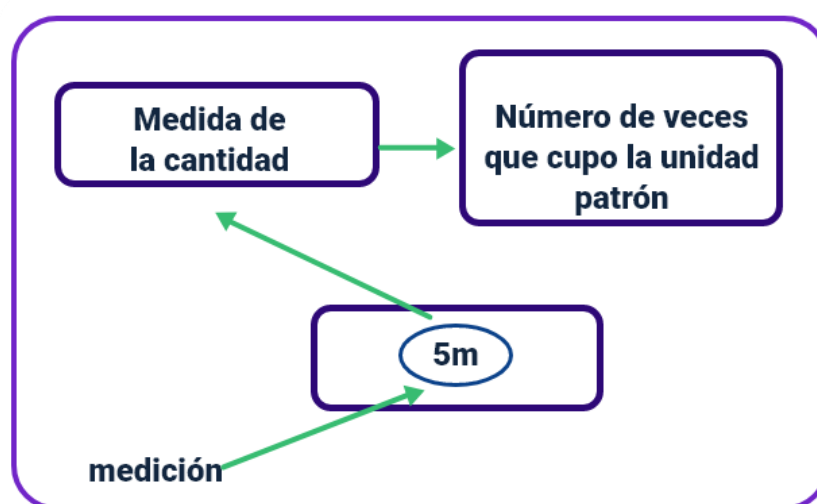 Medida de
la cantidad
Número de veces
que cupo la unidad
patrón
5m
medición